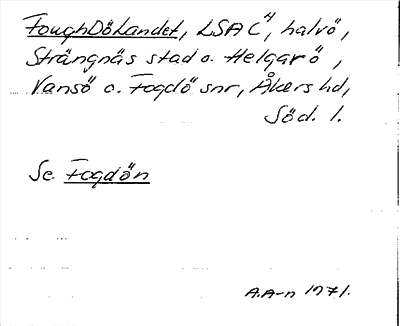 FoughDöLandet, LSA C4, halvö,
Strängnäs stad o. Helgarö,
Vansö o. Fogdö snr, Åkers hd,
Söd. l.
Se Fogdön
A.A-n 1971.